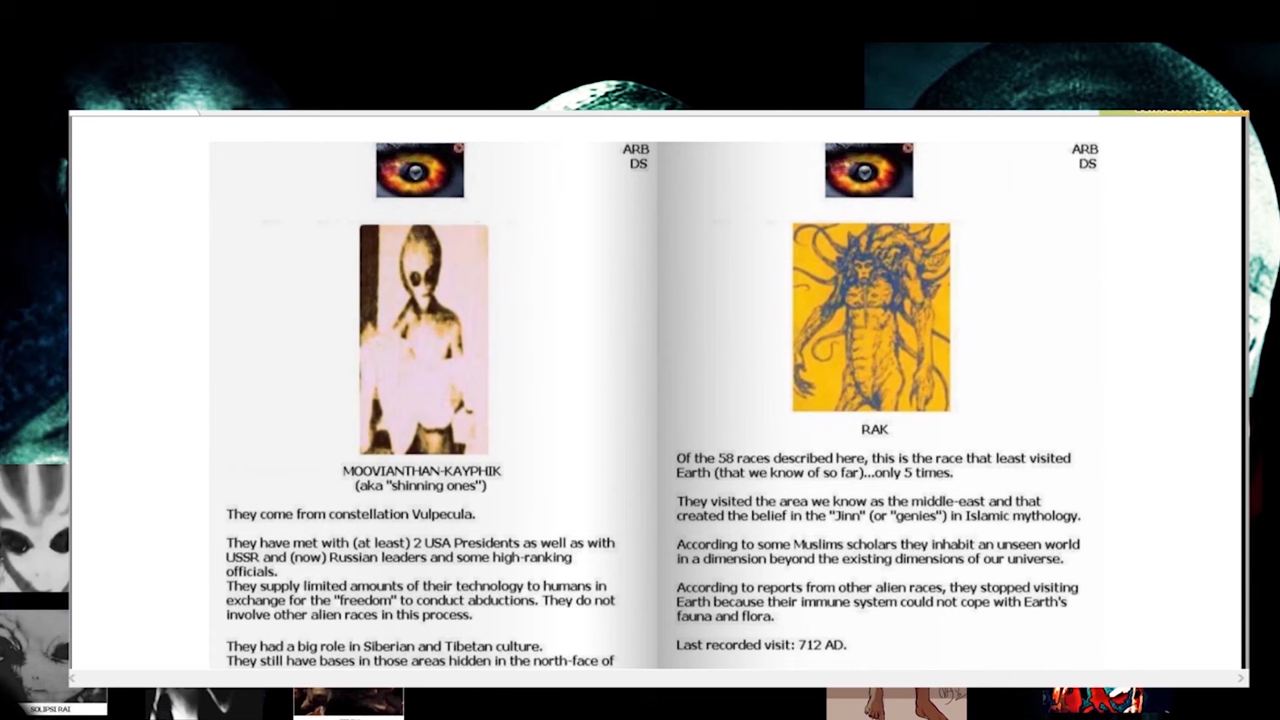 ARB
DS
MOOVIANTHAN-KAYPHIK
(aka "shinning ones")
They come from constellation Vulpecula.
They have met with (at least) 2 USA Presidents as well as with
USSR and (now) Russian leaders and some high-ranking
officials.
They supply limited amounts of their technology to humans in
exchange for the "freedom" to conduct abductions. They do not
involve other alien races in this process.
They had a big role in Siberian and Tibetan culture.
They still have bases in those areas hidden in the north-face of
ARB
DS
RAK
Of the 58 races described here, this is the race that least visited
Earth (that we know of so far)...only 5 times.
They visited the area we know as the middle-east and that
created the belief in the "Jinn" (or "genies") in Islamic mythology.
According to some Muslims scholars they inhabit an unseen world
in a dimension beyond the existing dimensions of our universe.
According to reports from other alien races, they stopped visiting
Earth because their immune system could not cope with Earth's
fauna and flora.
Last recorded visit: 712 AD.
SOLIPSI RAI